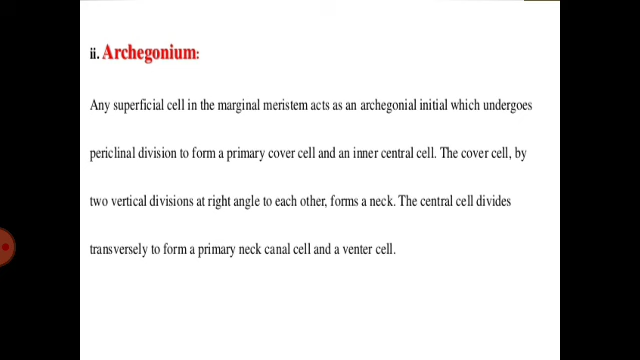 ii. Archegonium:
Any superficial cell in the marginal meristem acts as an archegonial initial which undergoes
periclinal division to form a primary cover cell and an inner central cell. The cover cell, by
two vertical divisions at right angle to each other, forms a neck. The central cell divides
transversely to form a primary neck canal cell and a venter cell.